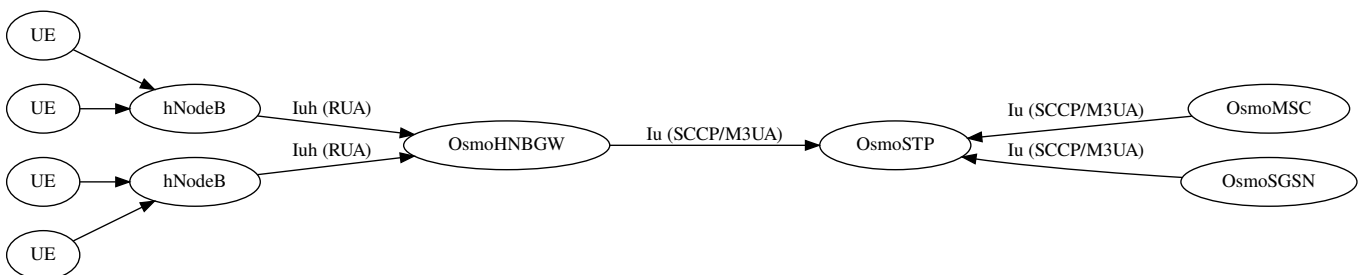 UE
UE
UE
UE
hNodeB
hNodeB
Iuh (RUA)
Iuh (RUA)
OsmoHNBGW
Iu (SCCP/M3UA)
OsmoSTP
Iu (SCCP/M3UA)
Iu (SCCP/M3UA)
OsmoMSC
OsmoSGSN